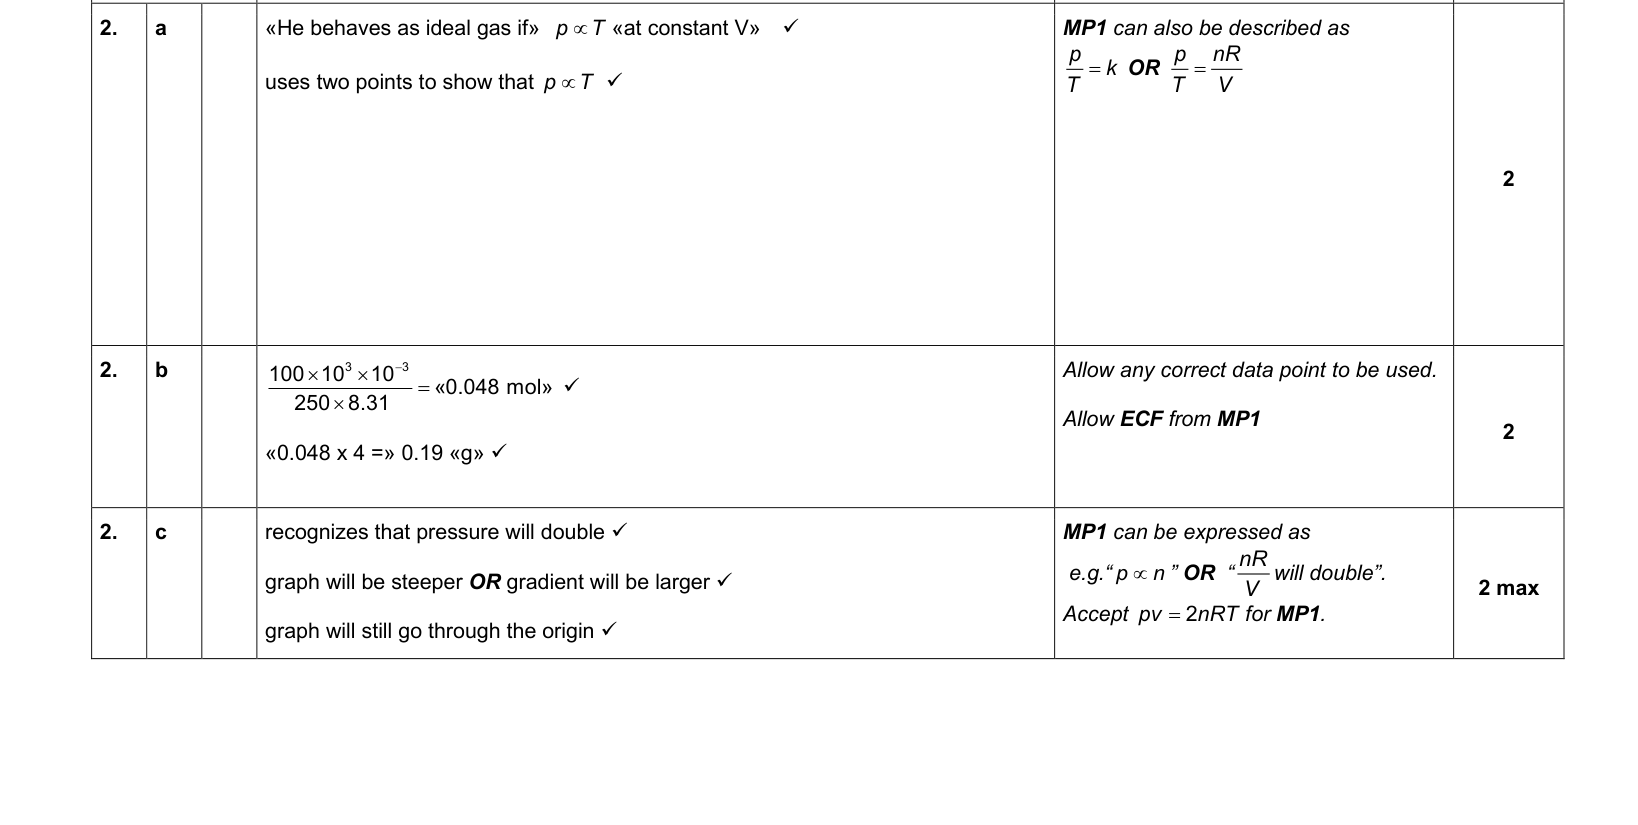 2. a «He behaves as ideal gas if» p ∝ T «at constant V» ✓
uses two points to show that p ∝ T ✓
MP1 can also be described as
p/T = k OR p/T = nR/V
2
2. b 100×10³ ×10⁻³ / 250 × 8.31 = «0.048 mol» ✓
«0.048 x 4 =» 0.19 «g» ✓
Allow any correct data point to be used.
Allow ECF from MP1
2
2. c recognizes that pressure will double ✓
graph will be steeper OR gradient will be larger ✓
graph will still go through the origin ✓
MP1 can be expressed as
e.g.“ p ∝ n ” OR “ nR/V will double”.
Accept pv = 2nRT for MP1.
2 max